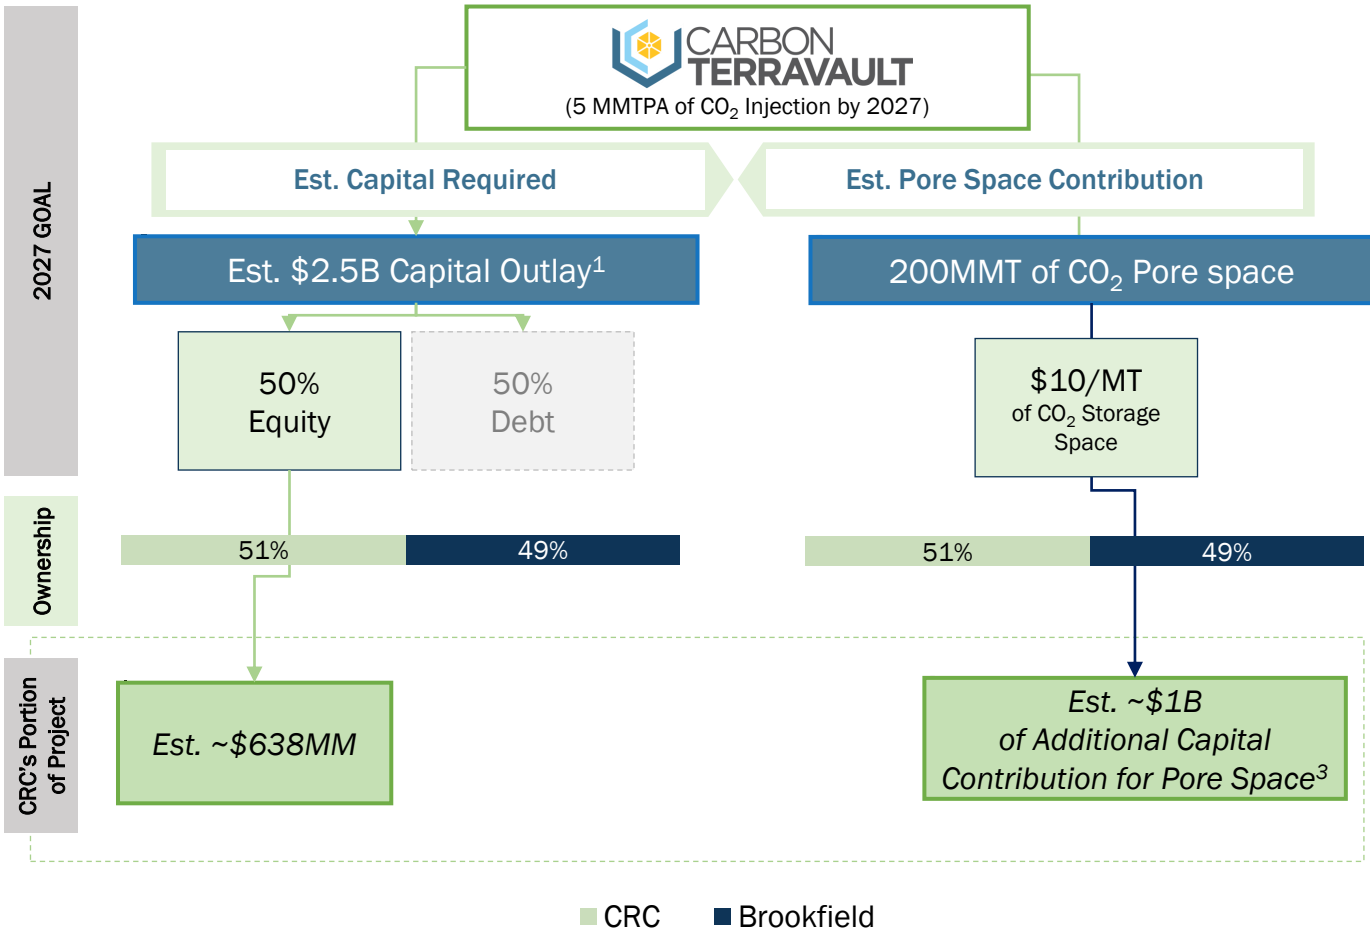 CARBON
TERRAVAULT
(5 MMTPA of CO₂ Injection by 2027)
2027 GOAL
Est. Capital Required
Est. Pore Space Contribution
Est. $2.5B Capital Outlay¹
200MMT of CO₂ Pore space
50%
Equity
50%
Debt
$10/MT
of CO₂ Storage
Space
Ownership
51%
49%
51%
49%
CRC's Portion
of Project
Est. ~$638MM
Est. ~$1B
of Additional Capital
Contribution for Pore Space³
CRC
Brookfield